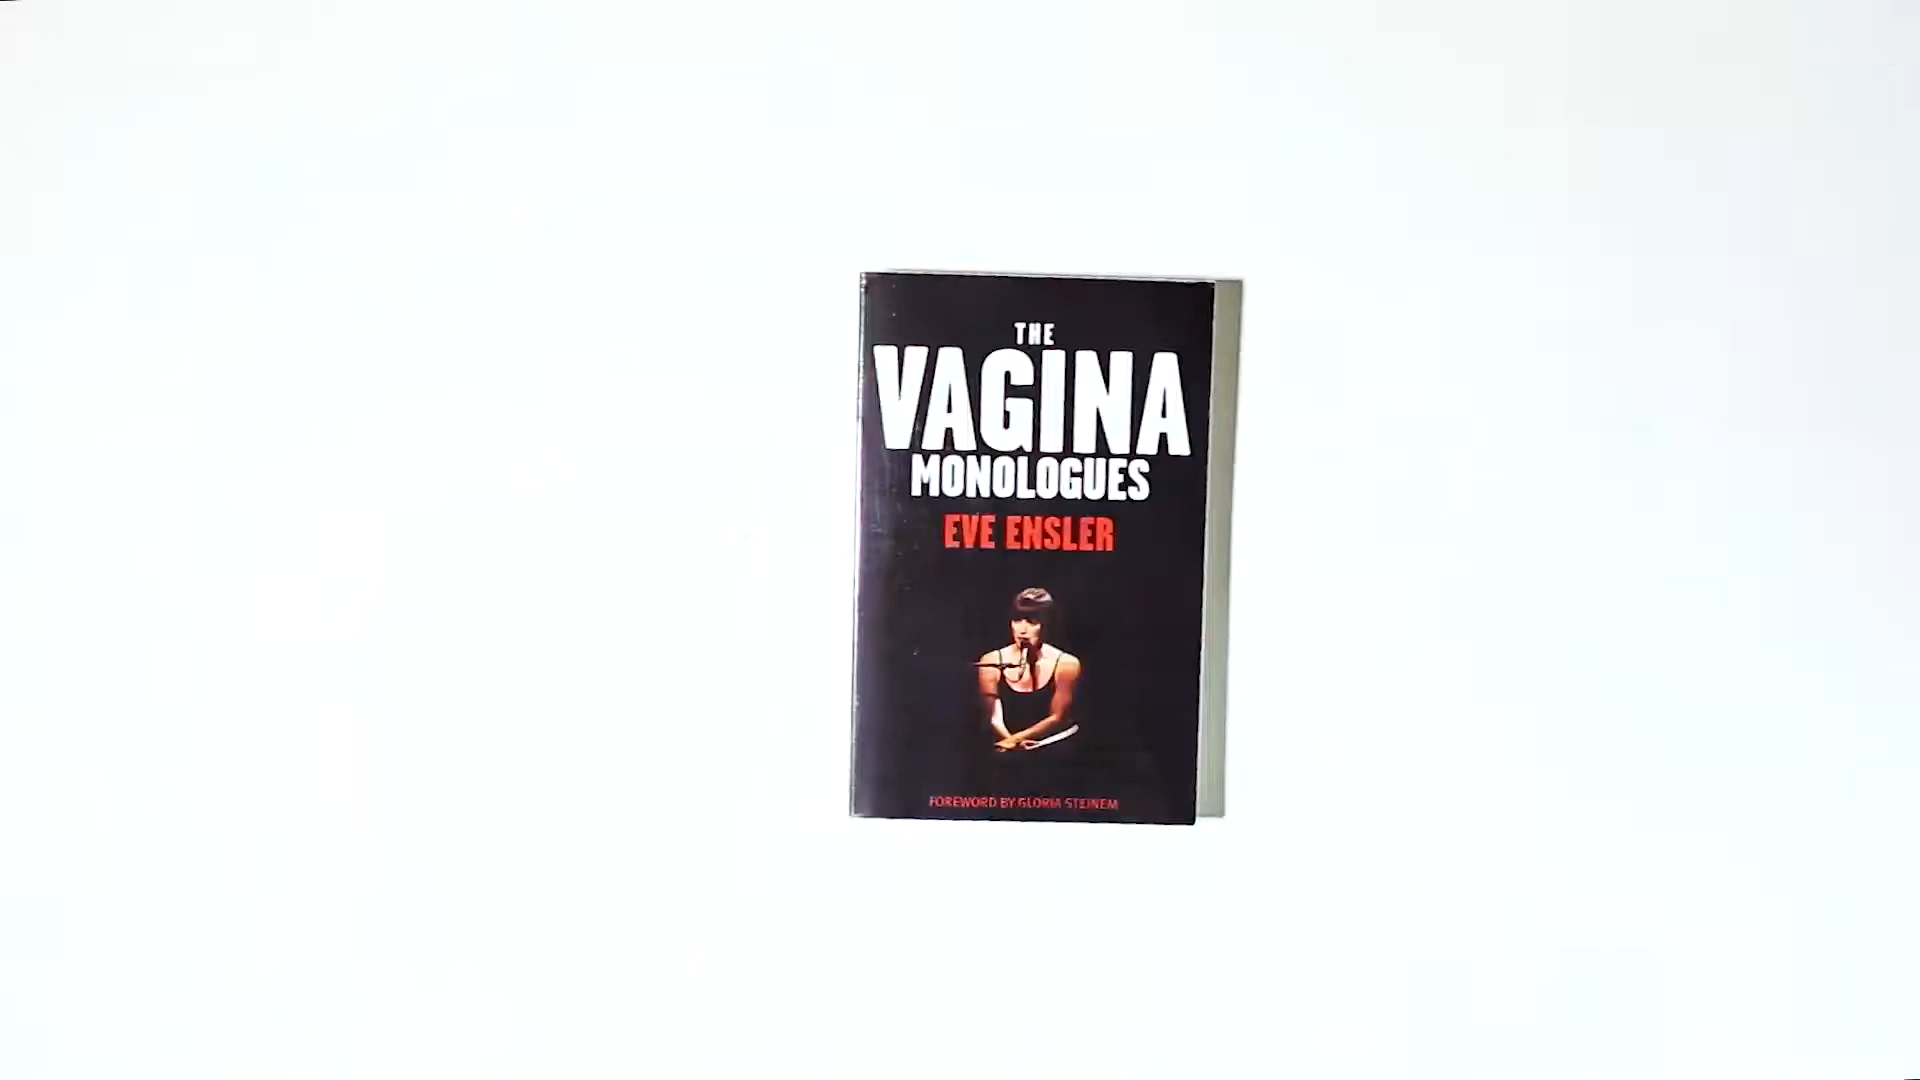 THE
VAGINA
MONOLOGUES
EVE ENSLER
FOREWORD BY GLORIA STEINEM